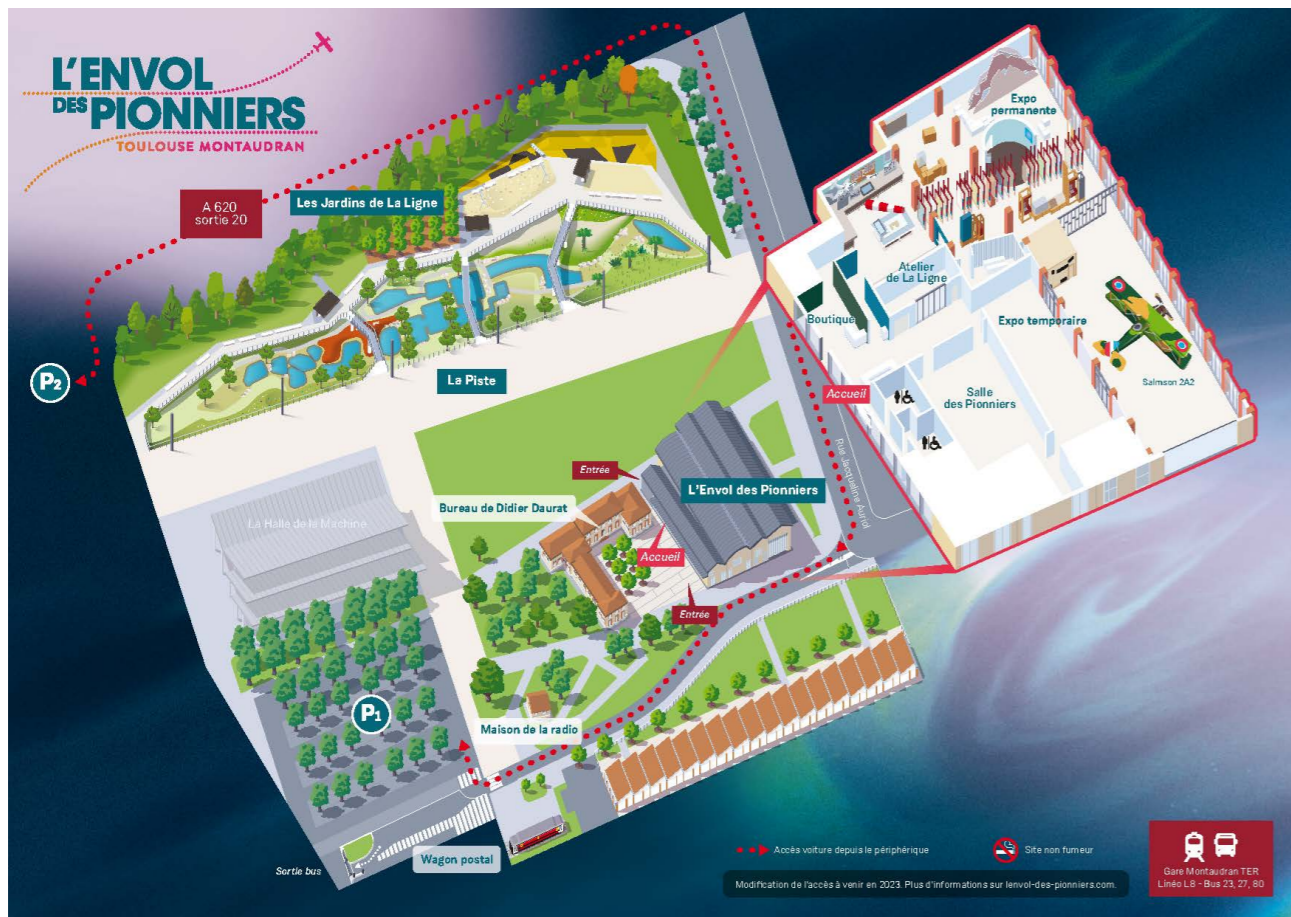 L'ENVOL
DES PIONNIERS
TOULOUSE MONTAUDRAN
A 620
sortie 20
Les Jardins de La Ligne
P2
La Piste
La Halle de la Machine
Entrée
L'Envol des Pionniers
Bureau de Didier Daurat
Accueil
Entrée
Rue Jacqueline Auriol
P1
Maison de la radio
Wagon postal
Sortie bus
Expo
permanente
Atelier
de La Ligne
Boutique
Expo temporaire
Salmson 2A2
Accueil
Salle
des Pionniers
Accès voiture depuis le périphérique
Site non fumeur
Modification de l'accès à venir en 2023. Plus d'informations sur lenvol-des-pionniers.com.
Gare Montaudran TER
Linéo L8 - Bus 23, 27, 80